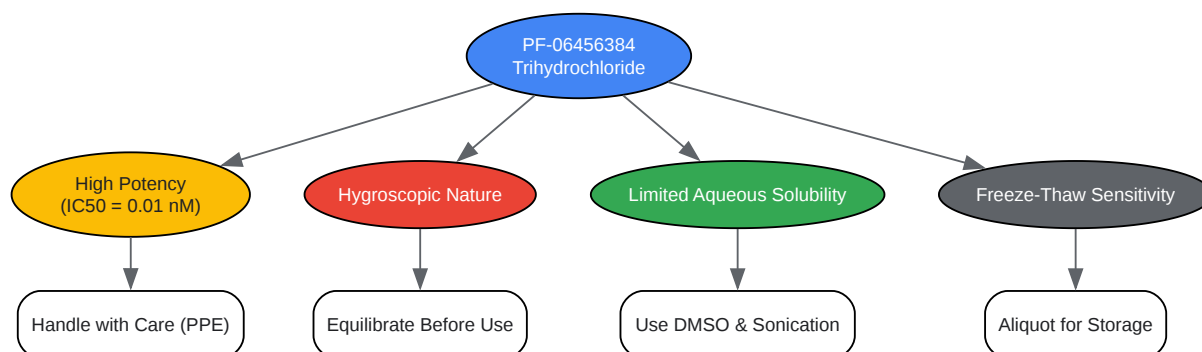 PF-06456384
Trihydrochloride
High Potency
(IC50 = 0.01 nM)
Hygroscopic Nature
Limited Aqueous Solubility
Freeze-Thaw Sensitivity
Handle with Care (PPE)
Equilibrate Before Use
Use DMSO & Sonication
Aliquot for Storage